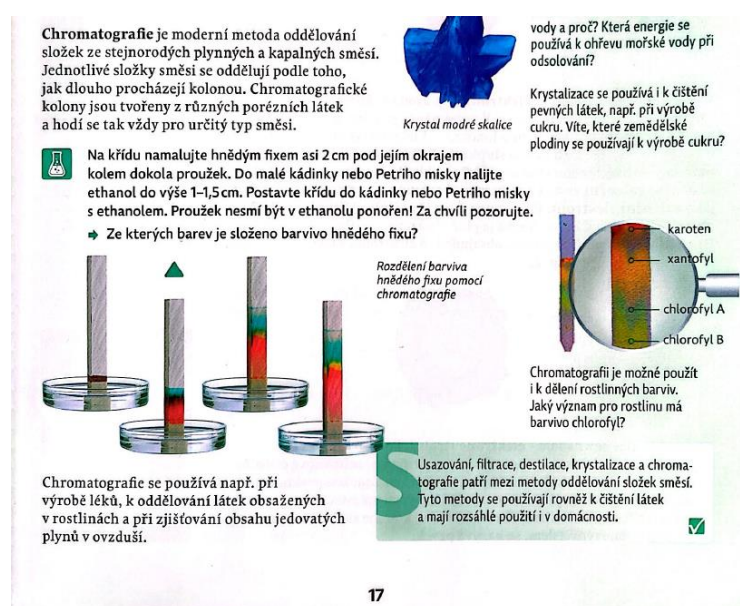 Chromatografie je moderní metoda oddělování
složek ze stejnorodých plynných a kapalných směsí.
Jednotlivé složky směsi se oddělují podle toho,
jak dlouho procházejí kolonou. Chromatografické
kolony jsou tvořeny z různých porézních látek
a hodí se tak vždy pro určitý typ směsi.
Krystal modré skalice
vody a proč? Která energie se
používá k ohřevu mořské vody při
odsolování?
Krystalizace se používá i k čištění
pevných látek, např. při výrobě
cukru. Víte, které zemědělské
plodiny se používají k výrobě cukru?
Na křídu namalujte hnědým fixem asi 2 cm pod jejím okrajem
kolem dokola proužek. Do malé kádinky nebo Petriho misky nalijte
ethanol do výše 1–1,5 cm. Postavte křídu do kádinky nebo Petriho misky
s ethanolem. Proužek nesmí být v ethanolu ponořen! Za chvíli pozorujte.
➜ Ze kterých barev je složeno barvivo hnědého fixu?
Rozdělení barviva
hnědého fixu pomocí
chromatografie
karoten
xantofyl
chlorofyl A
chlorofyl B
Chromatografii je možné použít
i k dělení rostlinných barviv.
Jaký význam pro rostlinu má
barvivo chlorofyl?
Chromatografie se používá např. při
výrobě léků, k oddělování látek obsažených
v rostlinách a při zjišťování obsahu jedovatých
plynů v ovzduší.
S
Usazování, filtrace, destilace, krystalizace a chroma-
tografie patří mezi metody oddělování složek směsí.
Tyto metody se používají rovněž k čištění látek
a mají rozsáhlé použití i v domácnosti.
17